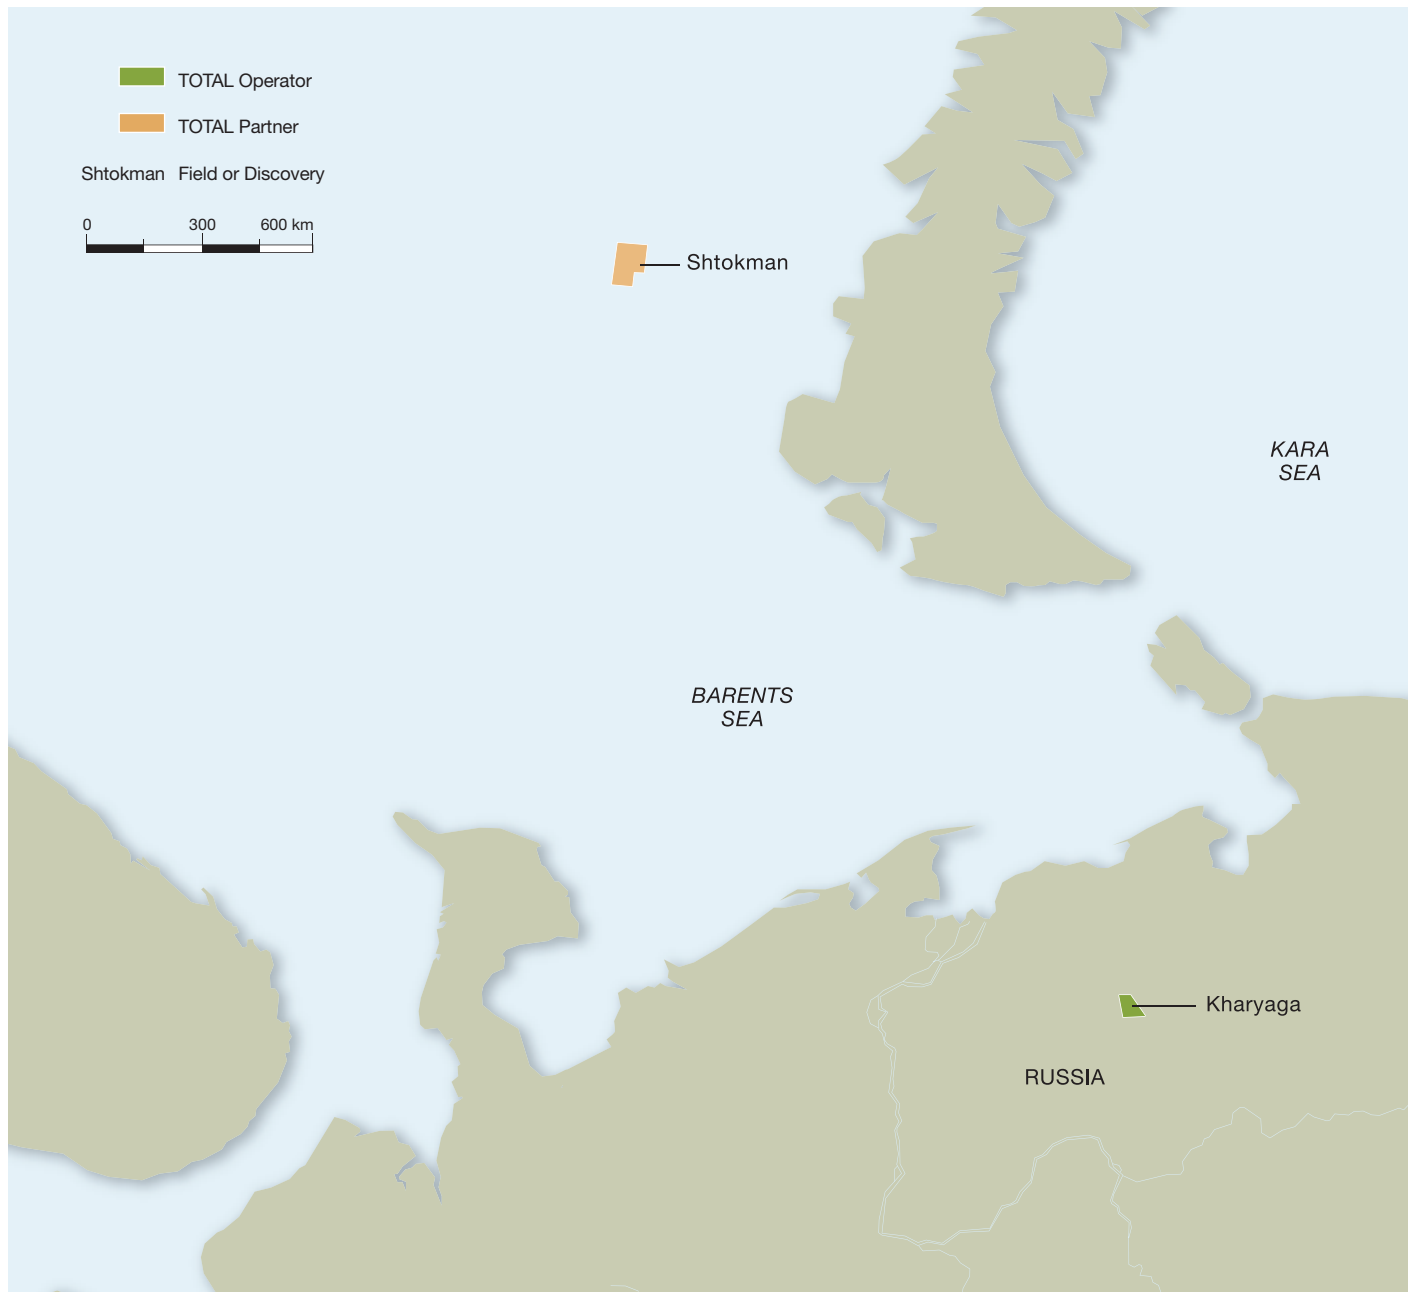 TOTAL Operator
TOTAL Partner
Shtokman Field or Discovery
0 300 600 km
Shtokman
KARA
SEA
BARENTS
SEA
Kharyaga
RUSSIA